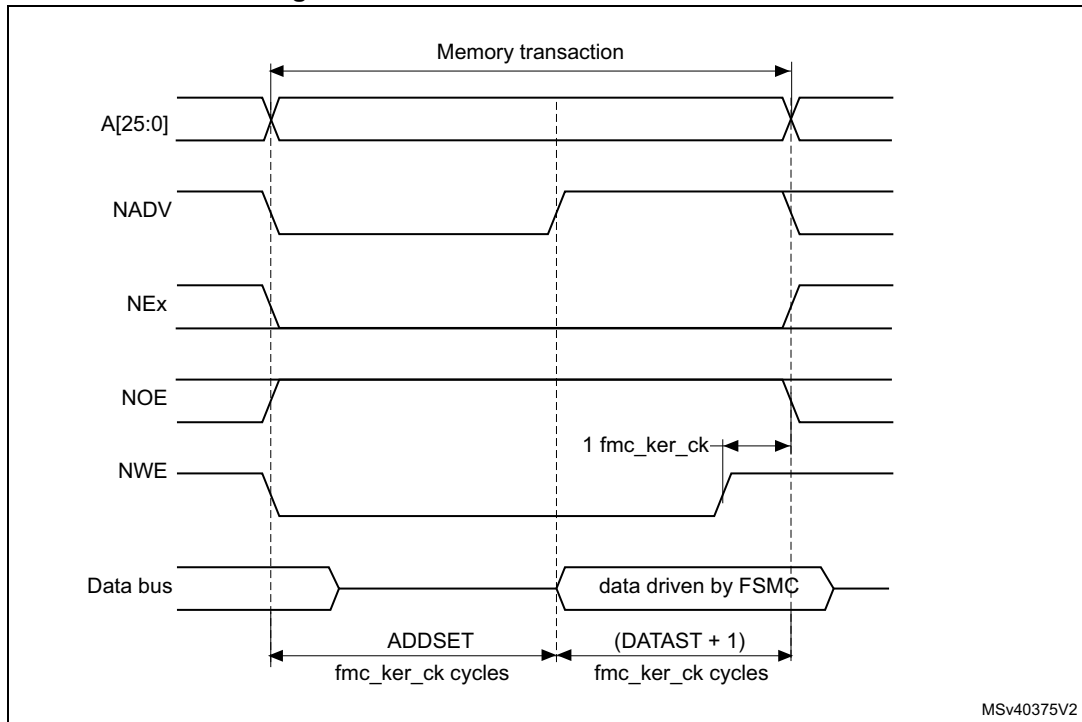 Memory transaction
A[25:0]
NADV
NEx
NOE
1 fmc_ker_ck
NWE
Data bus
data driven by FSMC
ADDSET
(DATAST + 1)
fmc_ker_ck cycles
fmc_ker_ck cycles
MSv40375V2